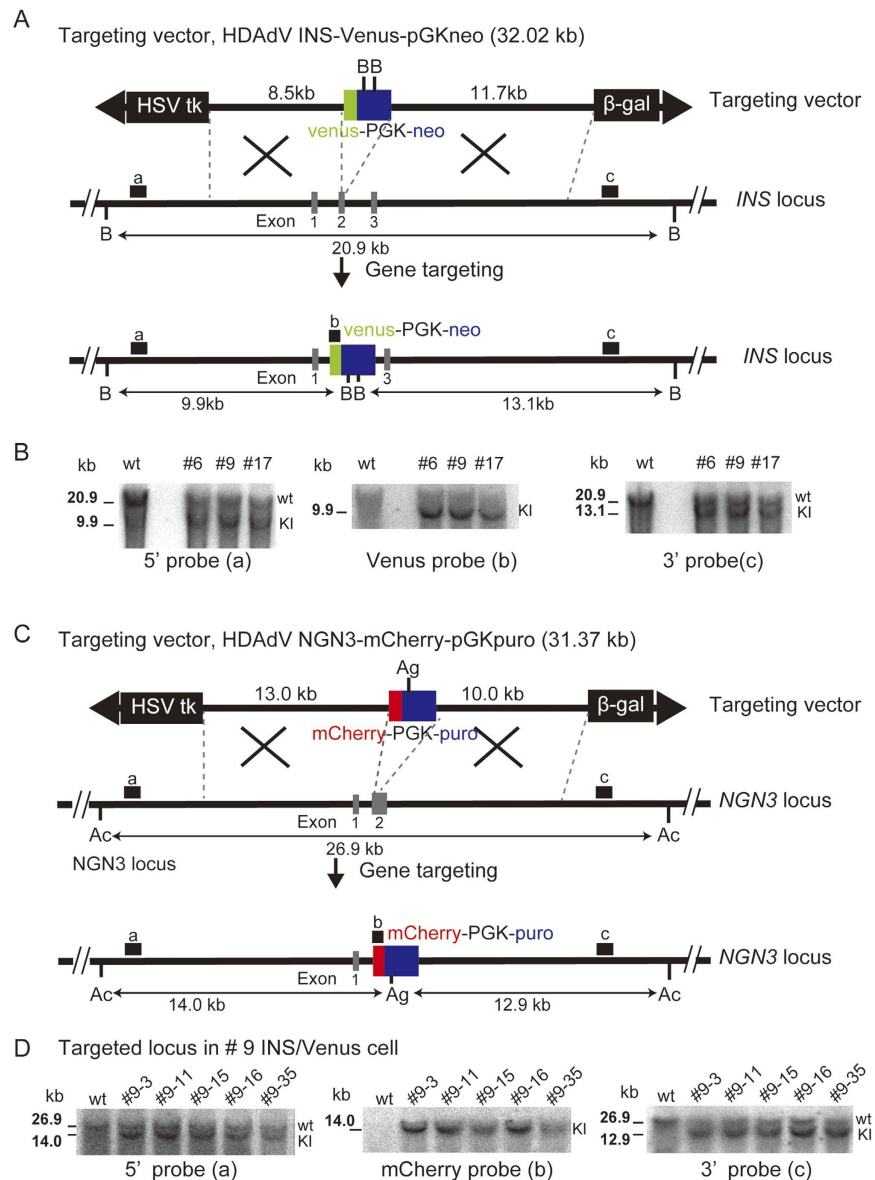 A
Targeting vector, HDAdV INS-Venus-pGKneo (32.02 kb)
BB
HSV tk
8.5kb
11.7kb
β-gal
Targeting vector
venus-PGK-neo
a
c
INS locus
B
Exon
1
2
3
B
20.9 kb
Gene targeting
b
venus-PGK-neo
a
c
INS locus
B
Exon
1
BB
3
B
9.9kb
13.1kb
B
kb
wt
#6 #9 #17
20.9
9.9
wt
KI
5' probe (a)
wt
#6 #9 #17
9.9
KI
Venus probe (b)
kb
wt
#6 #9 #17
20.9
13.1
wt
KI
3' probe(c)
C
Targeting vector, HDAdV NGN3-mCherry-pGKpuro (31.37 kb)
Ag
HSV tk
13.0 kb
10.0 kb
β-gal
Targeting vector
mCherry-PGK-puro
a
c
NGN3 locus
Ac
Exon
1
2
Ac
NGN3 locus
26.9 kb
Gene targeting
b
mCherry-PGK-puro
a
c
NGN3 locus
Ac
Exon
1
Ag
Ac
14.0 kb
12.9 kb
D
Targeted locus in # 9 INS/Venus cell
kb
wt
#9-3
#9-11
#9-15
#9-16
#9-35
26.9
14.0
wt
KI
5' probe (a)
kb
wt
#9-3
#9-11
#9-15
#9-16
#9-35
14.0
KI
mCherry probe (b)
kb
wt
#9-3
#9-11
#9-15
#9-16
#9-35
26.9
12.9
wt
KI
3' probe (c)